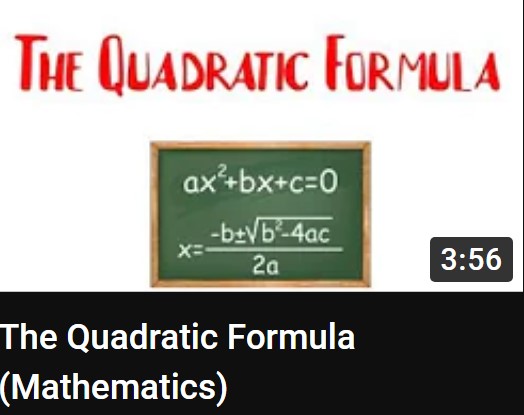 THE QUADRATIC FORMULA
ax²+bx+c=0
x=-b±√b²-4ac
2a
3:56
The Quadratic Formula
(Mathematics)